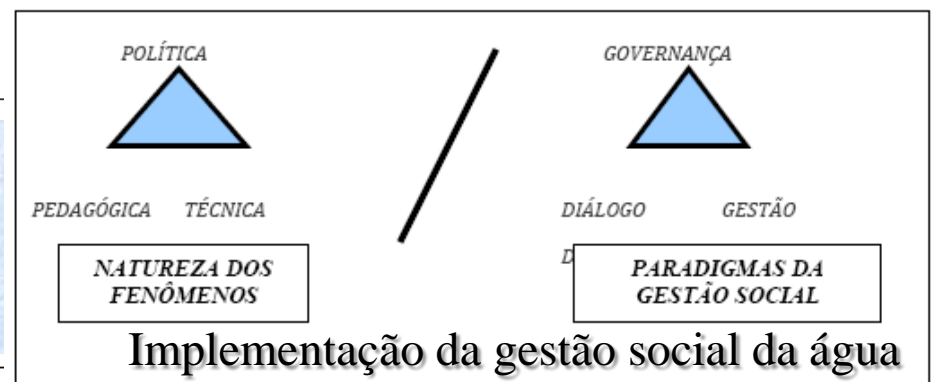 POLÍTICA
GOVERNANÇA
PEDAGÓGICA TÉCNICA
DIÁLOGO GESTÃO
D
NATUREZA DOS
FENÔMENOS
PARADIGMAS DA
GESTÃO SOCIAL
Implementação da gestão social da água